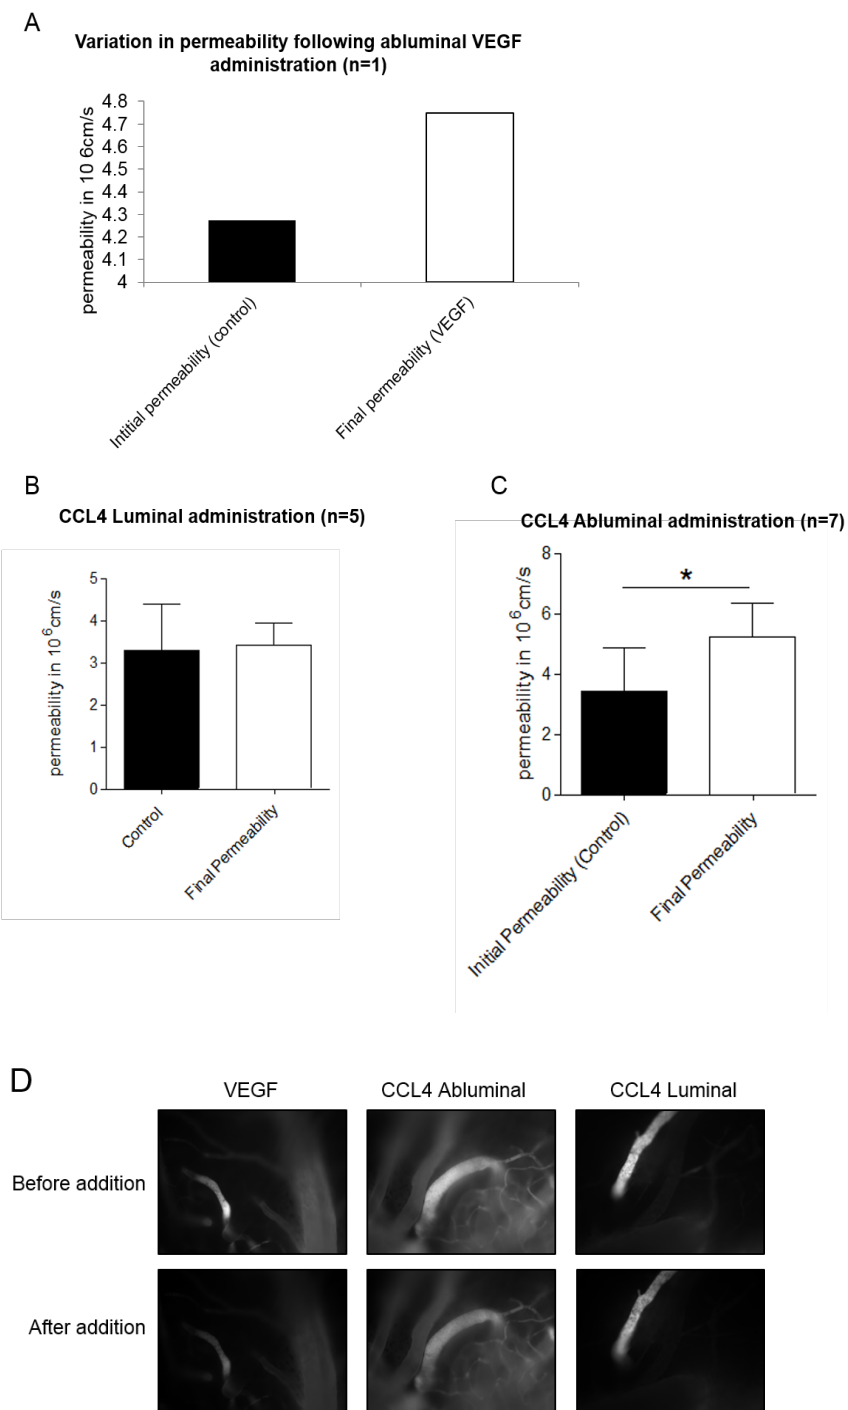 A
Variation in permeability following abluminal VEGF
administration (n=1)
permeability in 10 6cm/s
4.8
4.7
4.6
4.5
4.4
4.3
4.2
4.1
4
Intitial permeability (control)
Final permeability (VEGF)
B
CCL4 Luminal administration (n=5)
permeability in 10 6cm/s
5
4
3
2
1
0
Control
Final Permeability
C
CCL4 Abluminal administration (n=7)
permeability in 10 6cm/s
8
6
4
2
0
*
Initial Permeability (Control)
Final Permeability
D
VEGF
CCL4 Abluminal
CCL4 Luminal
Before addition
After addition